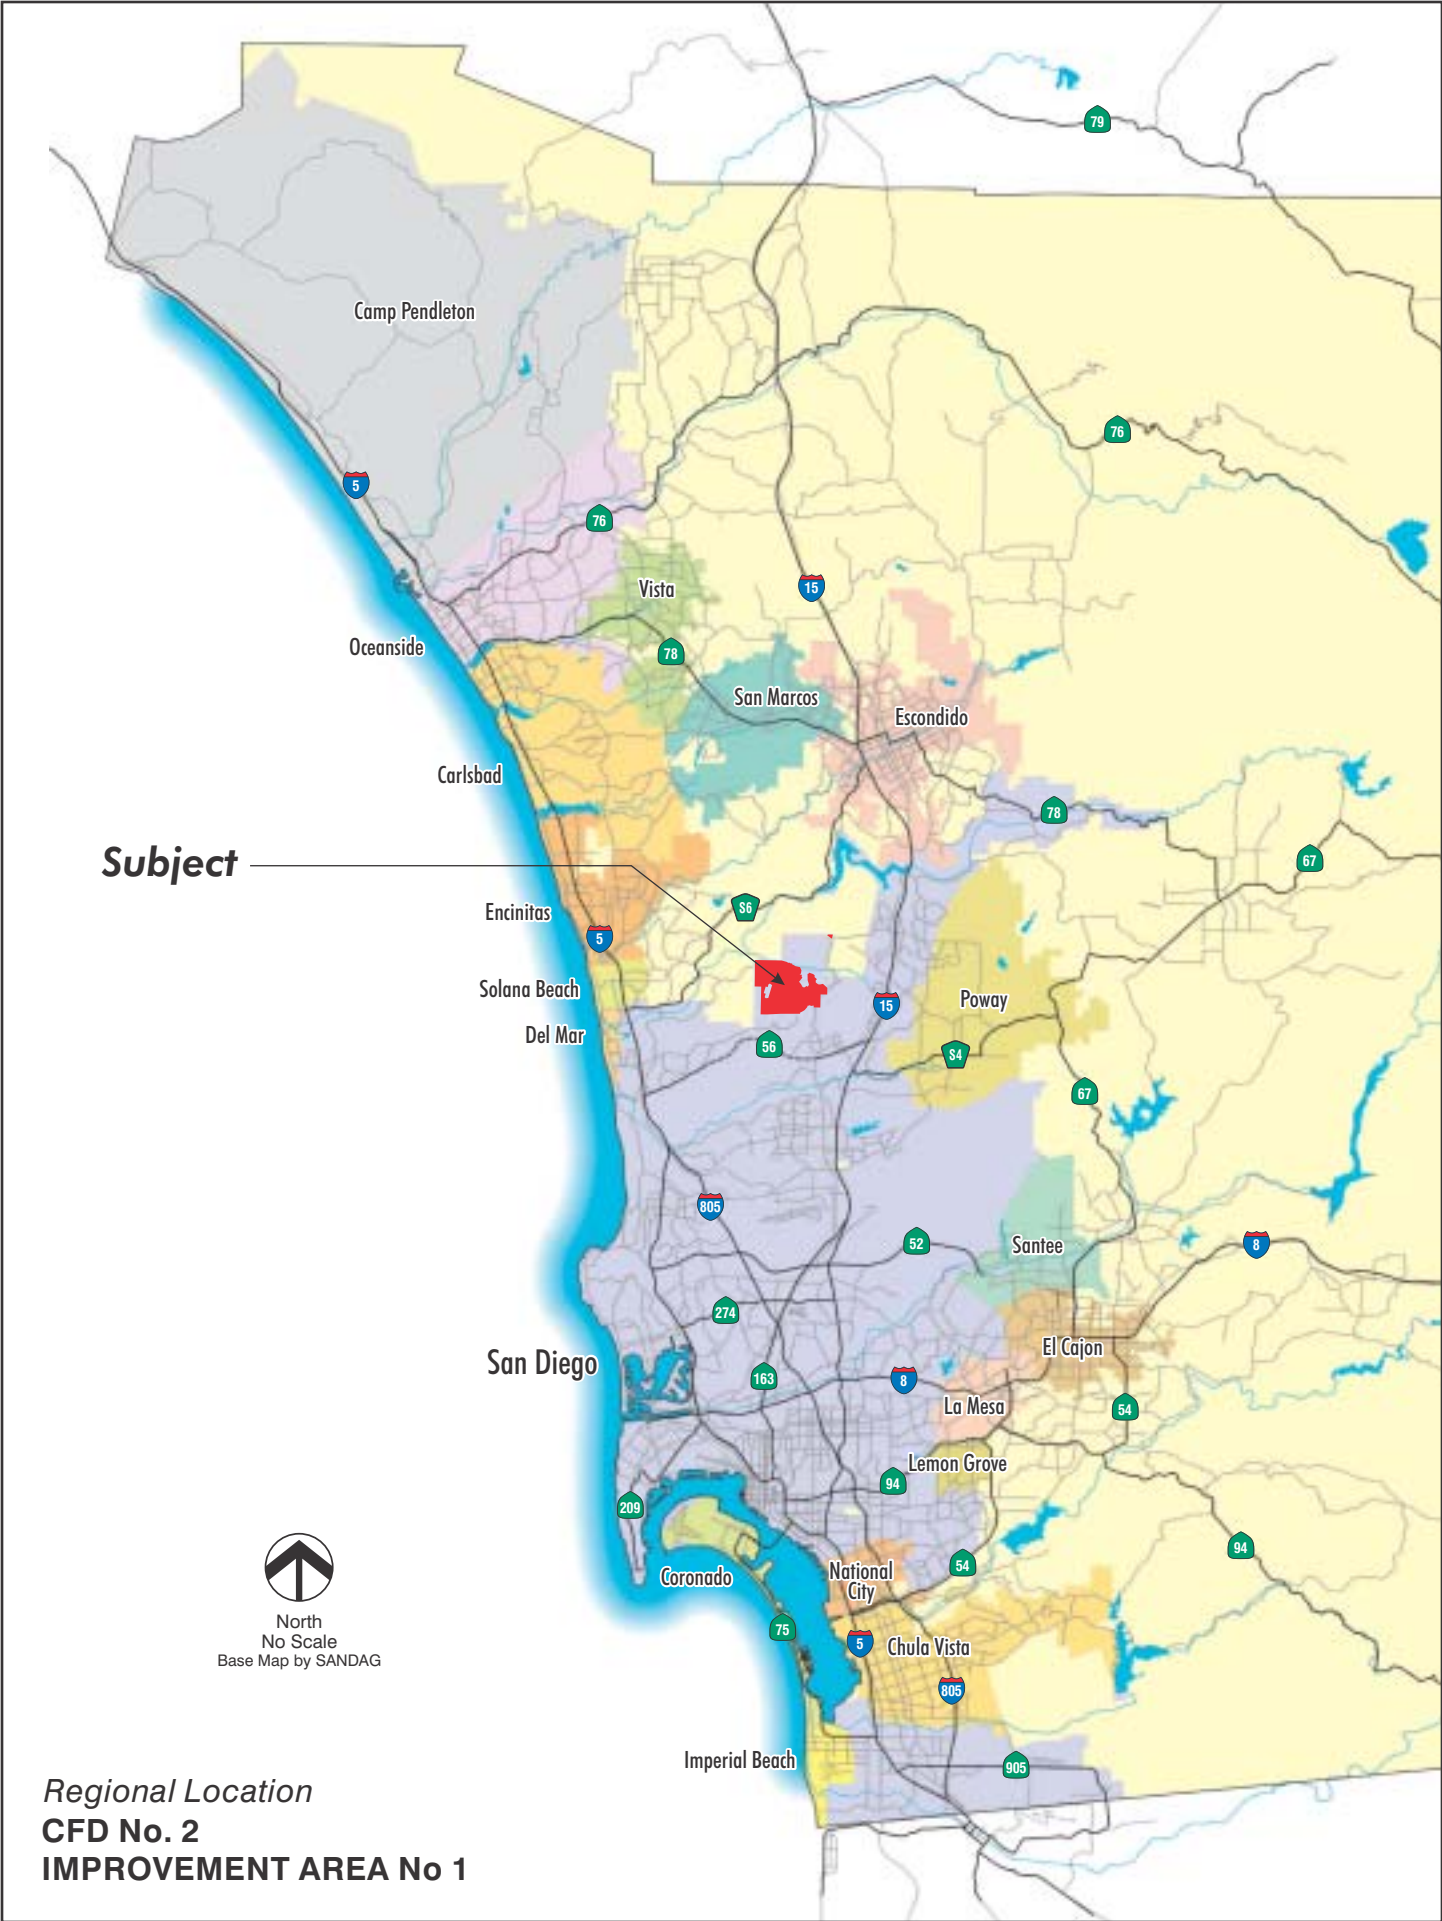 79
Camp Pendleton
76
5
76
15
Vista
Oceanside
78
San Marcos
Escondido
Carlsbad
78
67
Subject
S6
Encinitas
5
Solana Beach
15
Poway
Del Mar
56
S4
67
805
52
Santee
8
274
El Cajon
San Diego
163
8
La Mesa
54
Lemon Grove
94
209
94
54
National
City
Coronado
North
No Scale
Base Map by SANDAG
75
5
Chula Vista
805
Imperial Beach
905
Regional Location
CFD No. 2
IMPROVEMENT AREA No 1